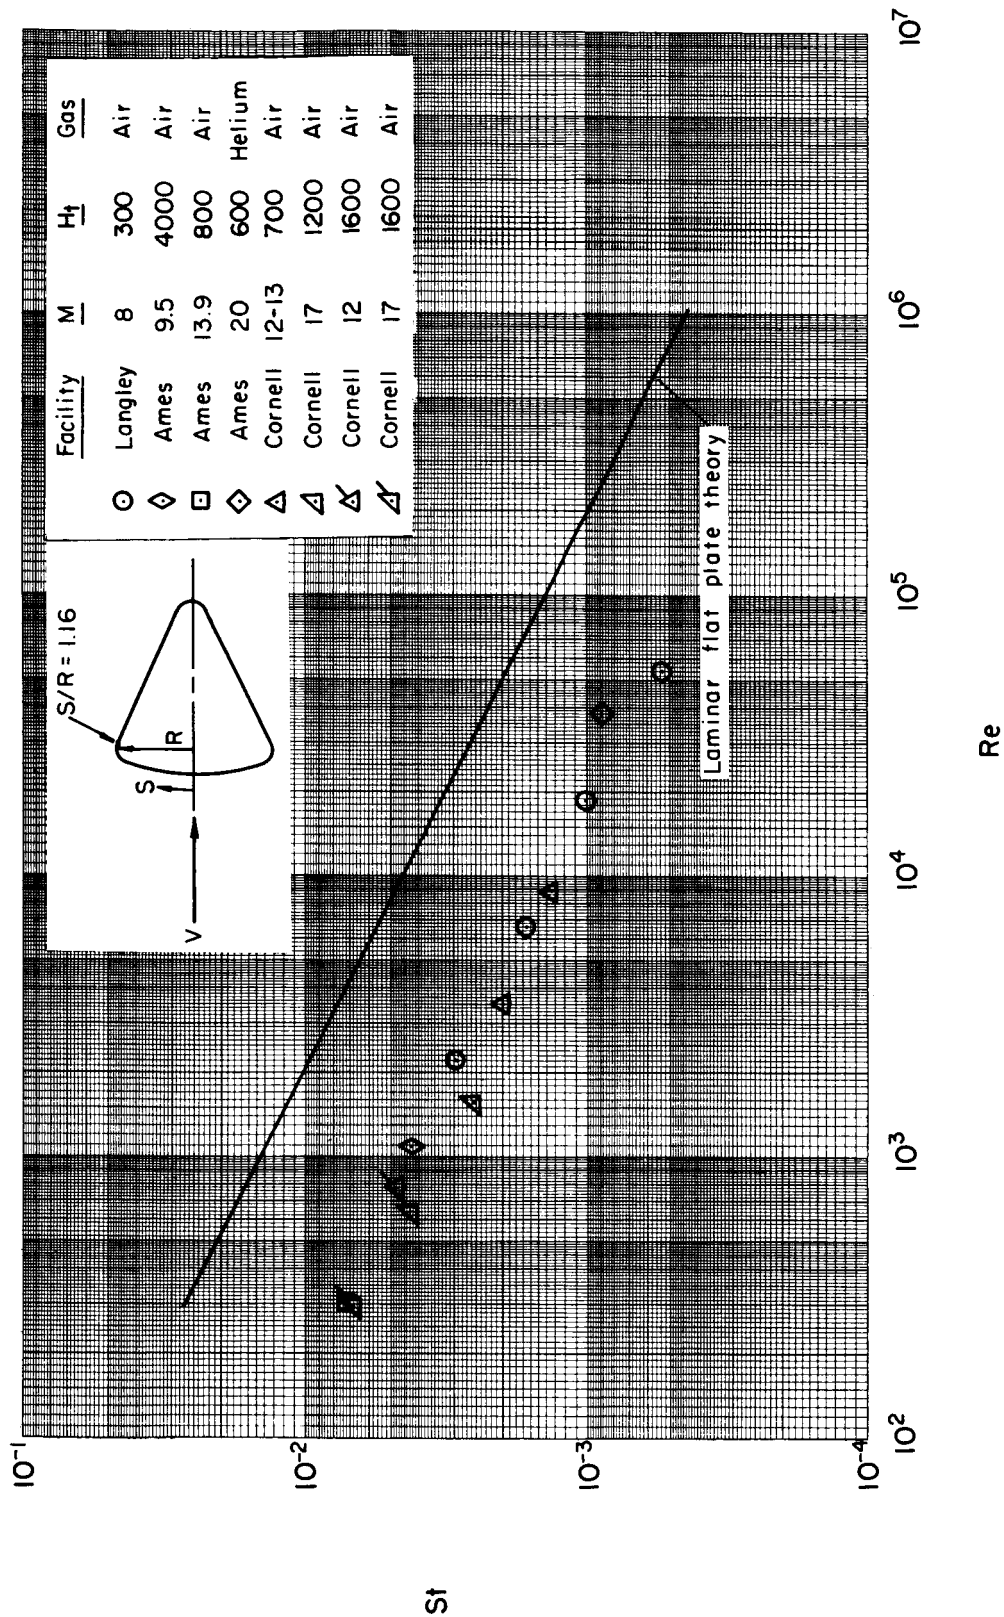 Facility M Ht Gas
Langley 8 300 Air
Ames 9.5 4000 Air
Ames 13.9 800 Air
Ames 20 600 Helium
Cornell 12-13 700 Air
Cornell 17 1200 Air
Cornell 12 1600 Air
Cornell 17 1600 Air
S/R = 1.16
S
R
V
Laminar flat plate theory
10-1
10-2
10-3
10-4
St
102
103
104
105
106
107
Re